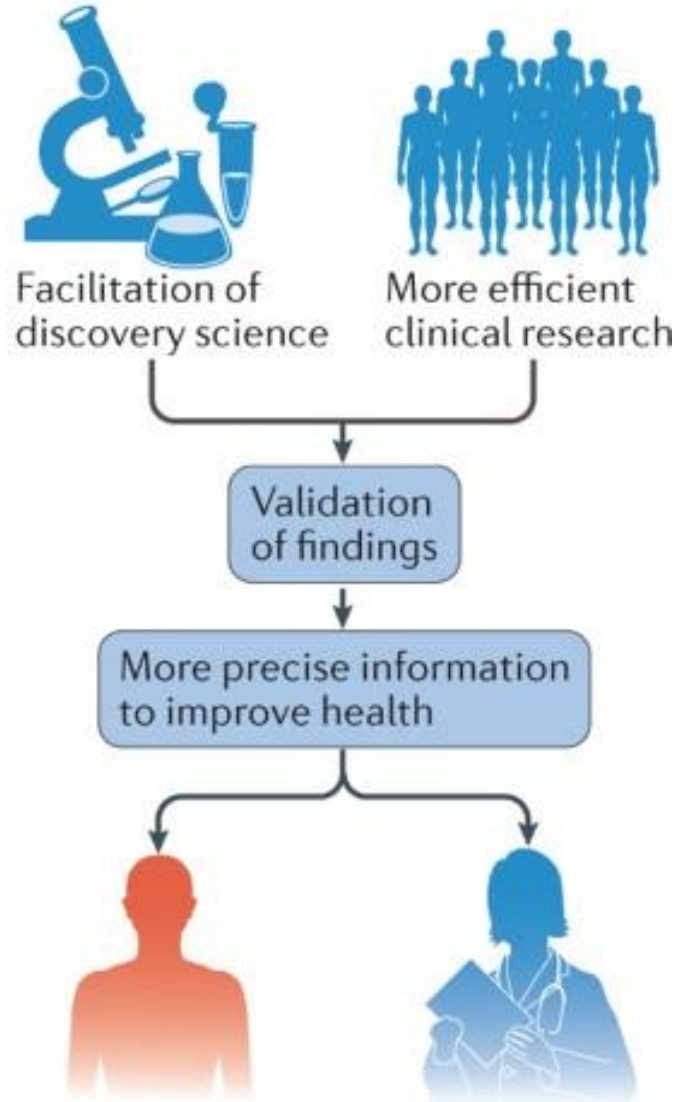 Facilitation of
discovery science
More efficient
clinical research
Validation
of findings
More precise information
to improve health